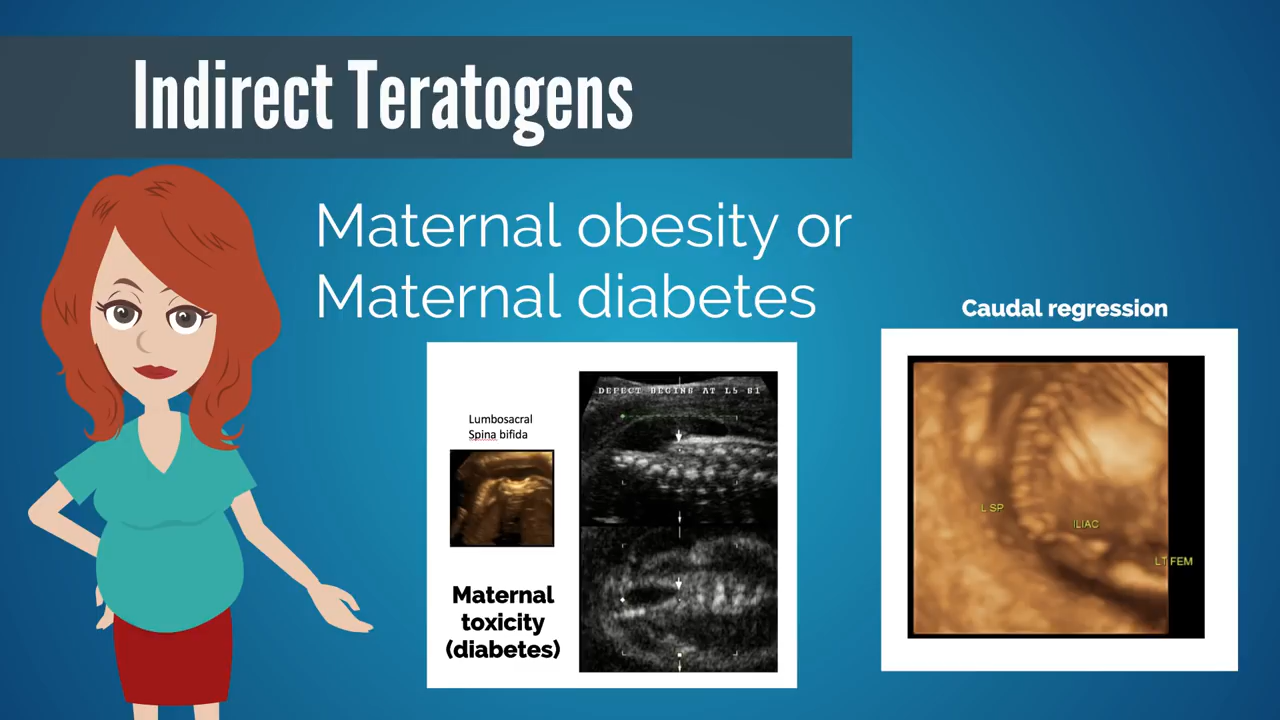 Indirect Teratogens
Maternal obesity or
Maternal diabetes
Caudal regression
DEFECT BEGINS AT L5 S1
Lumbosacral
Spina bifida
L SP
ILIAC
LT FEM
Maternal
toxicity
(diabetes)